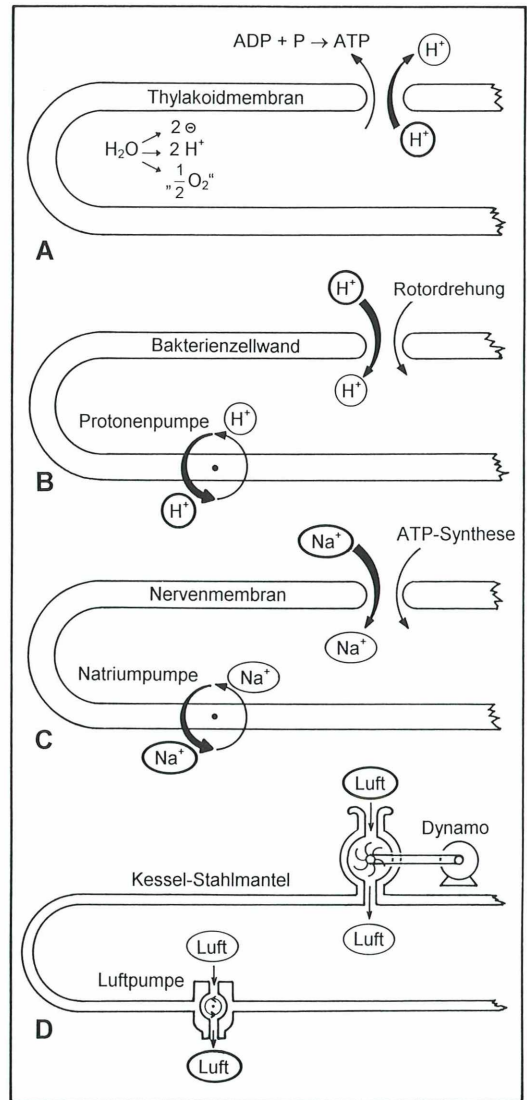 ADP + P → ATP
H⁺
Thylakoidmembran
H⁺
2 ⊖
H₂O → 2 H⁺
„ 1/2 O₂“
A
H⁺
Rotordrehung
Bakterienzellwand
H⁺
Protonenpumpe
H⁺
B
H⁺
Na⁺
ATP-Synthese
Nervenmembran
Na⁺
Natriumpumpe
Na⁺
C
Na⁺
Luft
Dynamo
Kessel-Stahlmantel
Luft
Luft
Luftpumpe
D
Luft